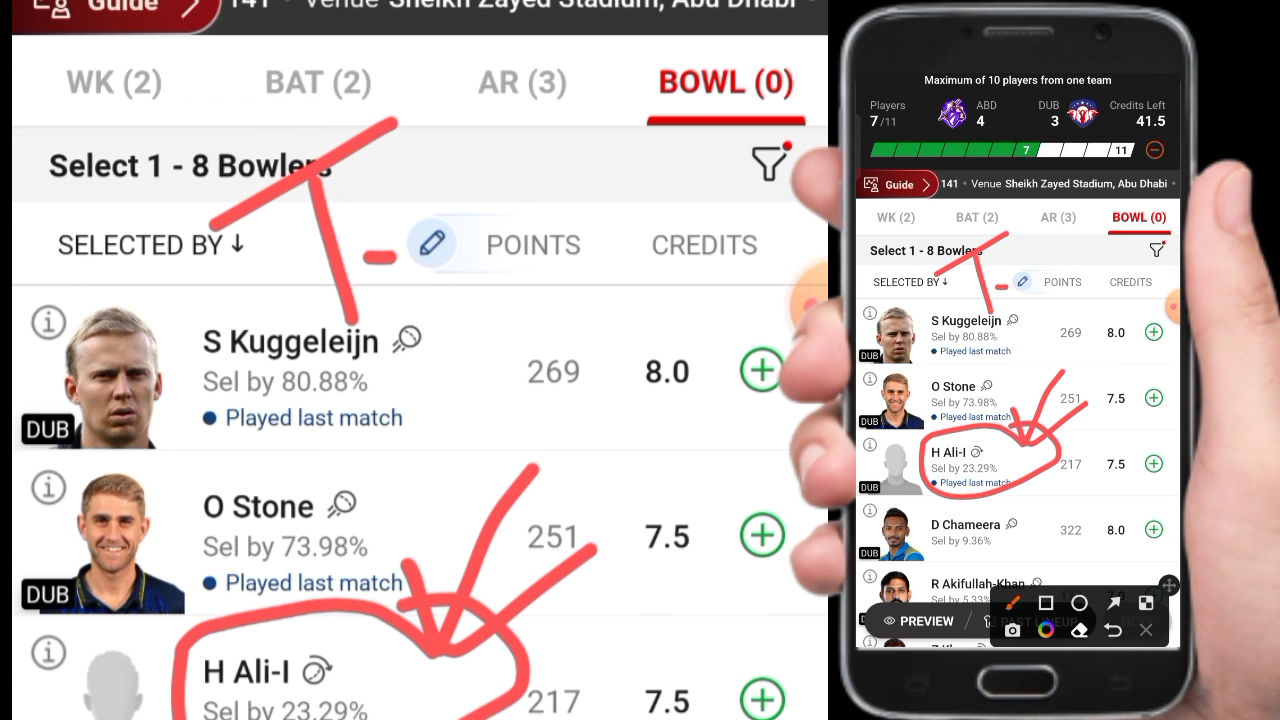 Guide
141 • Venue Sheikh Zayed Stadium, Abu Dhabi •
WK (2) BAT (2) AR (3) BOWL (0)
Select 1 - 8 Bowlers
SELECTED BY ↓ POINTS CREDITS
T-
S Kuggeleijn
Sel by 80.88% 269 8.0
Played last match
DUB
O Stone
Sel by 73.98% 251 7.5
Played last match
DUB
H Ali-I
Sel by 23.29% 217 7.5
Maximum of 10 players from one team
Players ABD DUB Credits Left
7/11 4 3 41.5
7 11
Guide 141 • Venue Sheikh Zayed Stadium, Abu Dhabi •
WK (2) BAT (2) AR (3) BOWL (0)
Select 1 - 8 Bowlers
SELECTED BY ↓ POINTS CREDITS
T-
S Kuggeleijn
Sel by 80.88% 269 8.0
Played last match
DUB
O Stone
Sel by 73.98% 251 7.5
Played last match
DUB
H Ali-I
Sel by 23.29% 217 7.5
Played last match
DUB
D Chameera
Sel by 9.36% 322 8.0
DUB
R Akifullah-Khan
Sel by 5.33%
PREVIEW